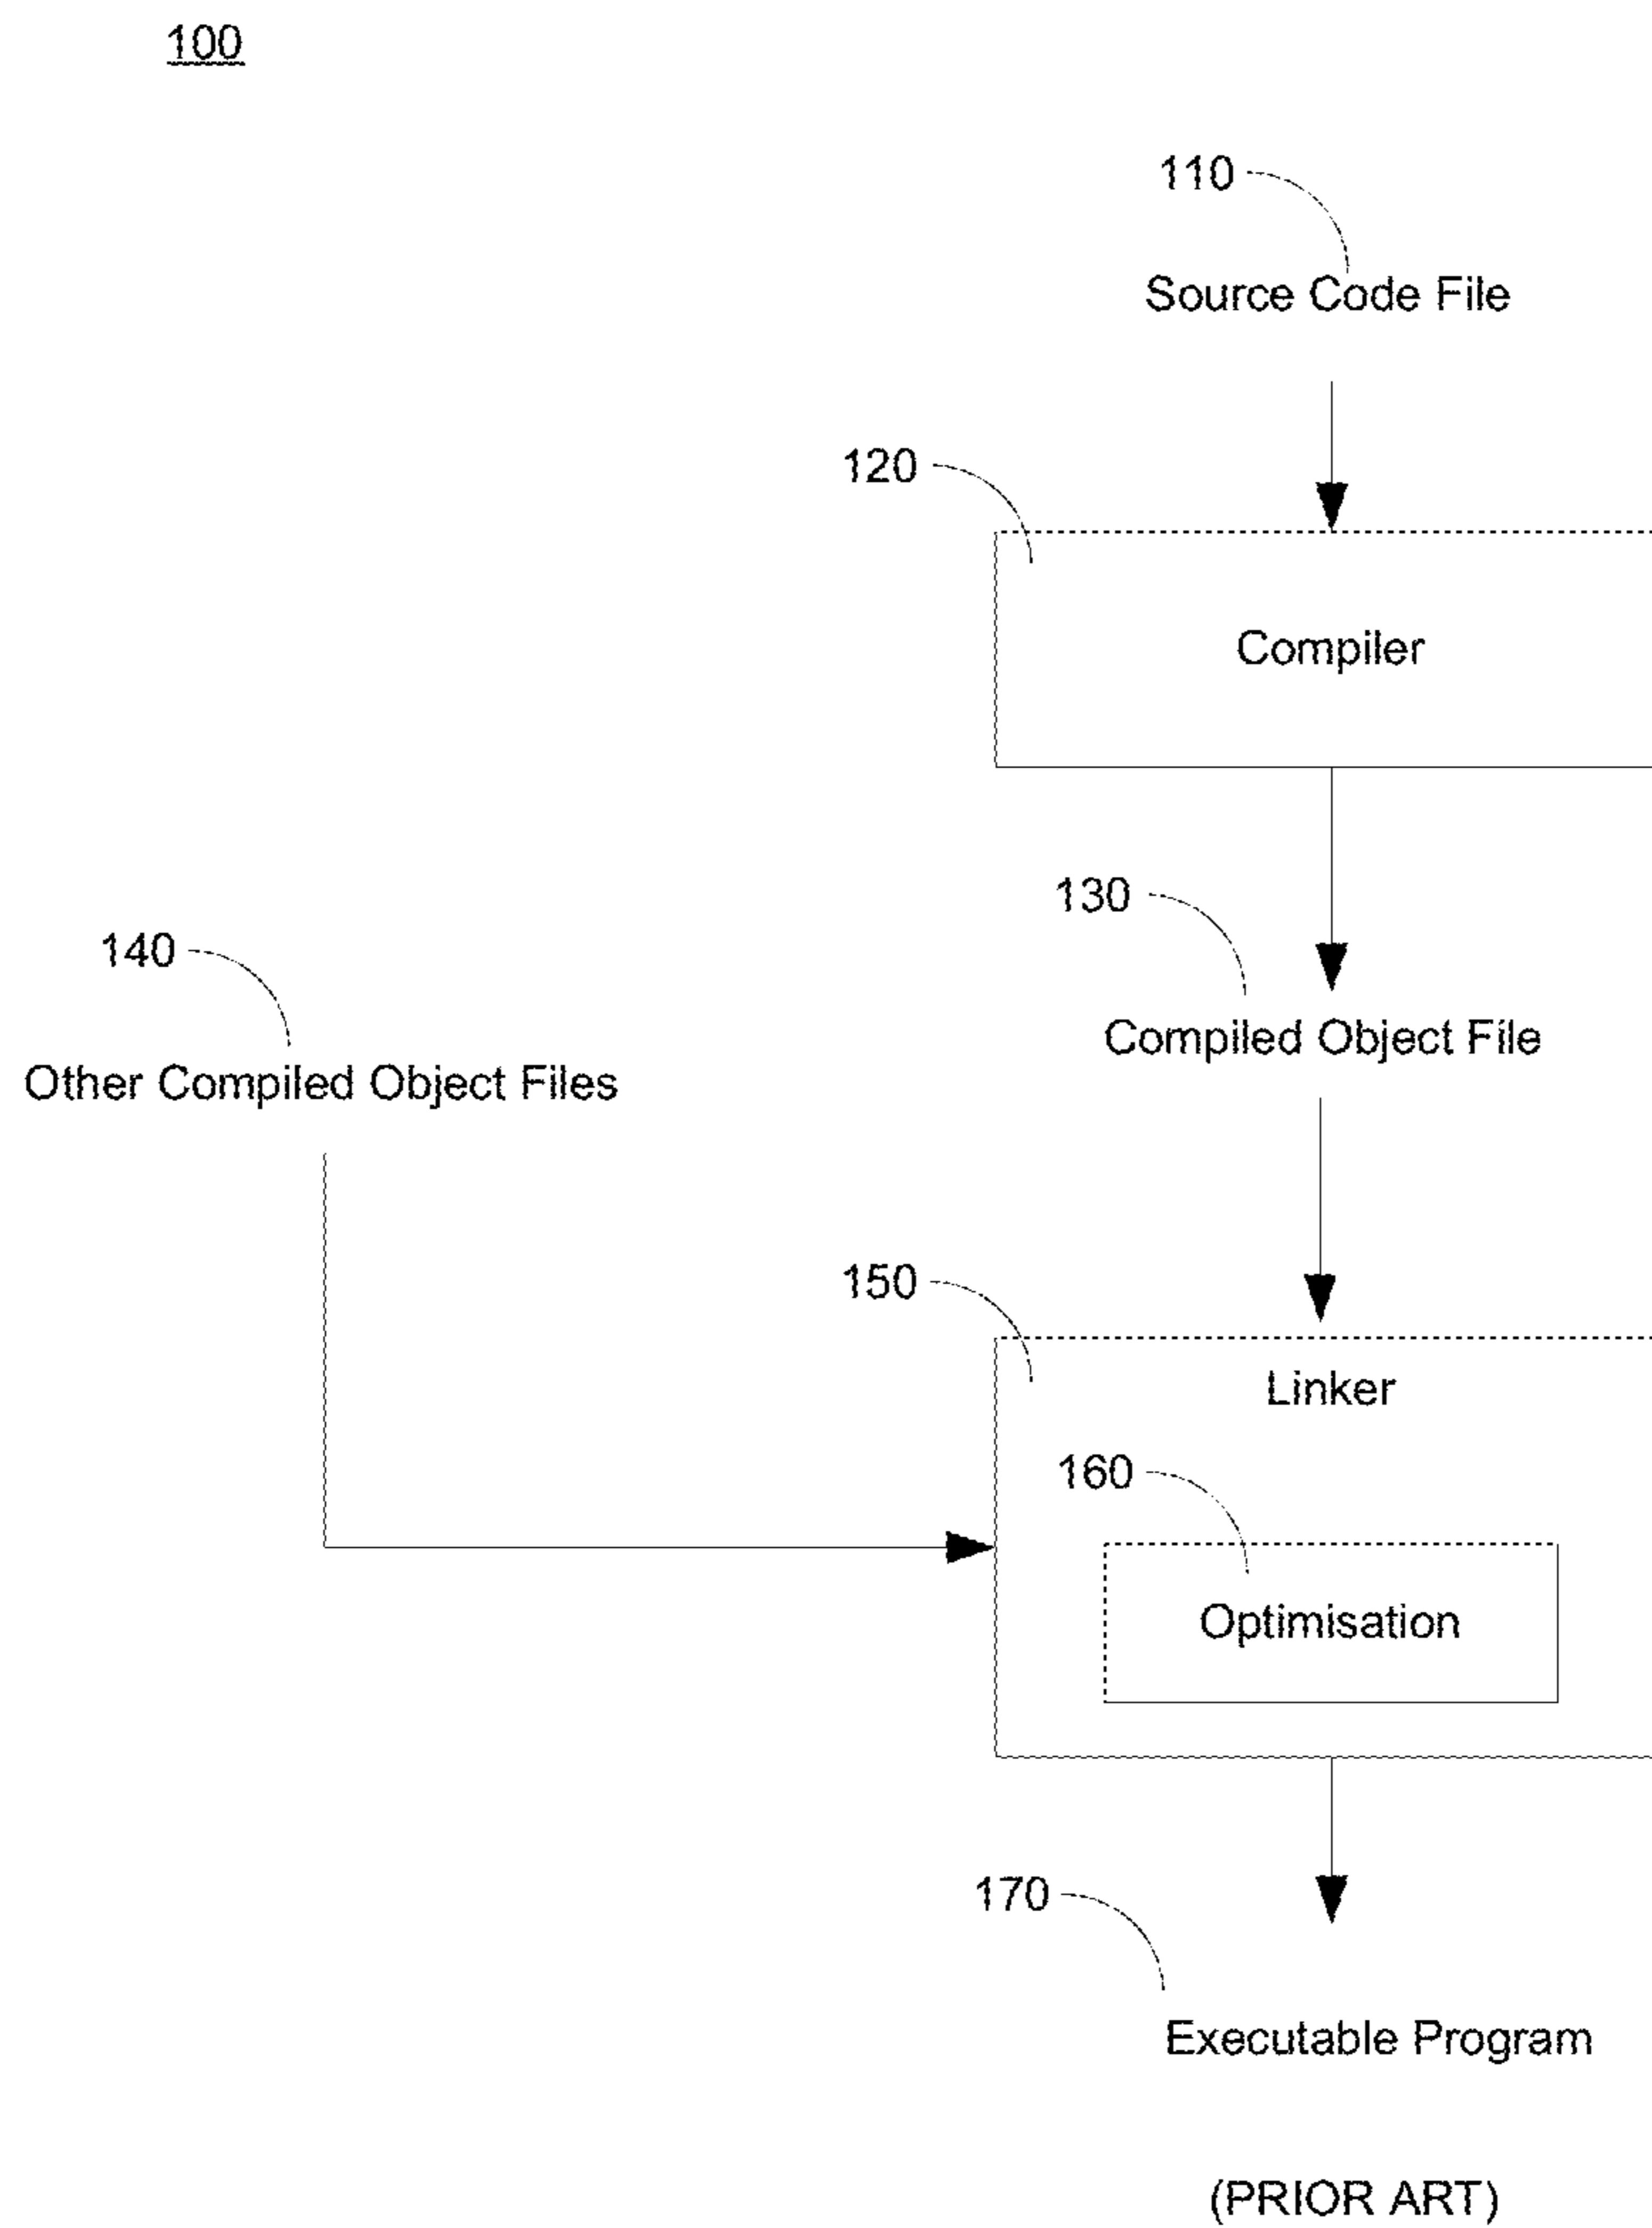 100
110
Source Code File
120
Compiler
130
Compiled Object File
140
Other Compiled Object Files
150
Linker
160
Optimisation
170
Executable Program
(PRIOR ART)